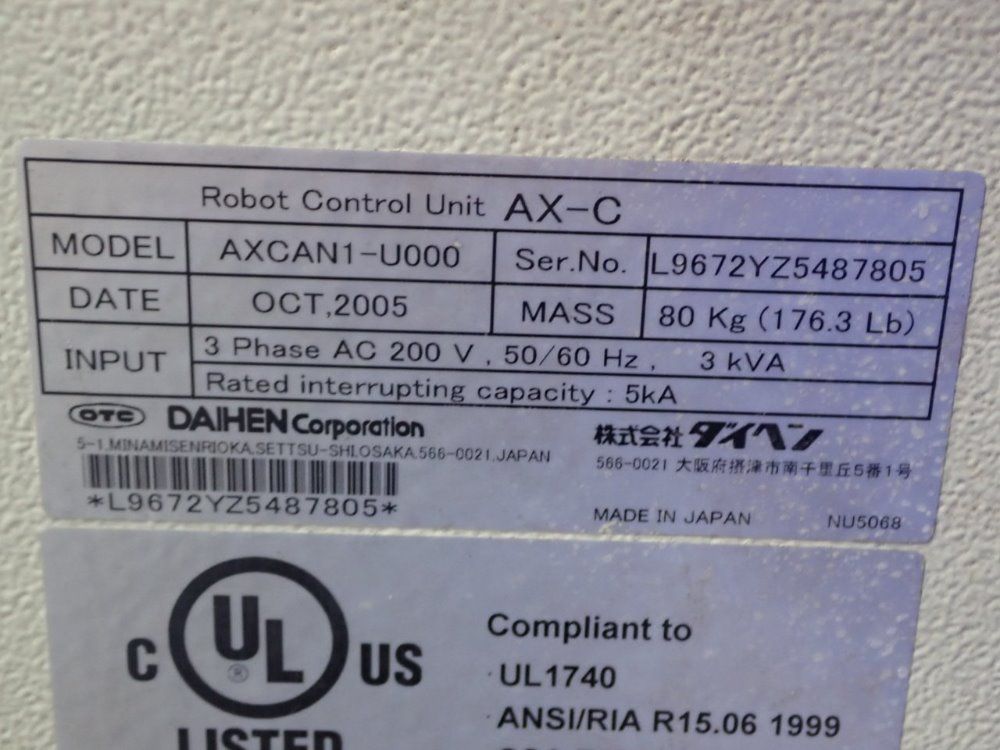 Robot Control Unit AX-C
MODEL AXCAN1-U000 Ser.No. L9672YZ5487805
DATE OCT,2005 MASS 80 Kg (176.3 Lb)
INPUT 3 Phase AC 200 V , 50/60 Hz , 3 kVA
Rated interrupting capacity : 5kA
OTC DAIHEN Corporation 株式会社 ダイヘン
5-1,MINAMISENRIOKA,SETTSU-SHI,OSAKA,566-0021,JAPAN
566-0021 大阪府摂津市南千里丘5番1号
*L9672YZ5487805*
MADE IN JAPAN NU5068
C UL ® US
LISTED
Compliant to
·UL1740
·ANSI/RIA R15.06 1999